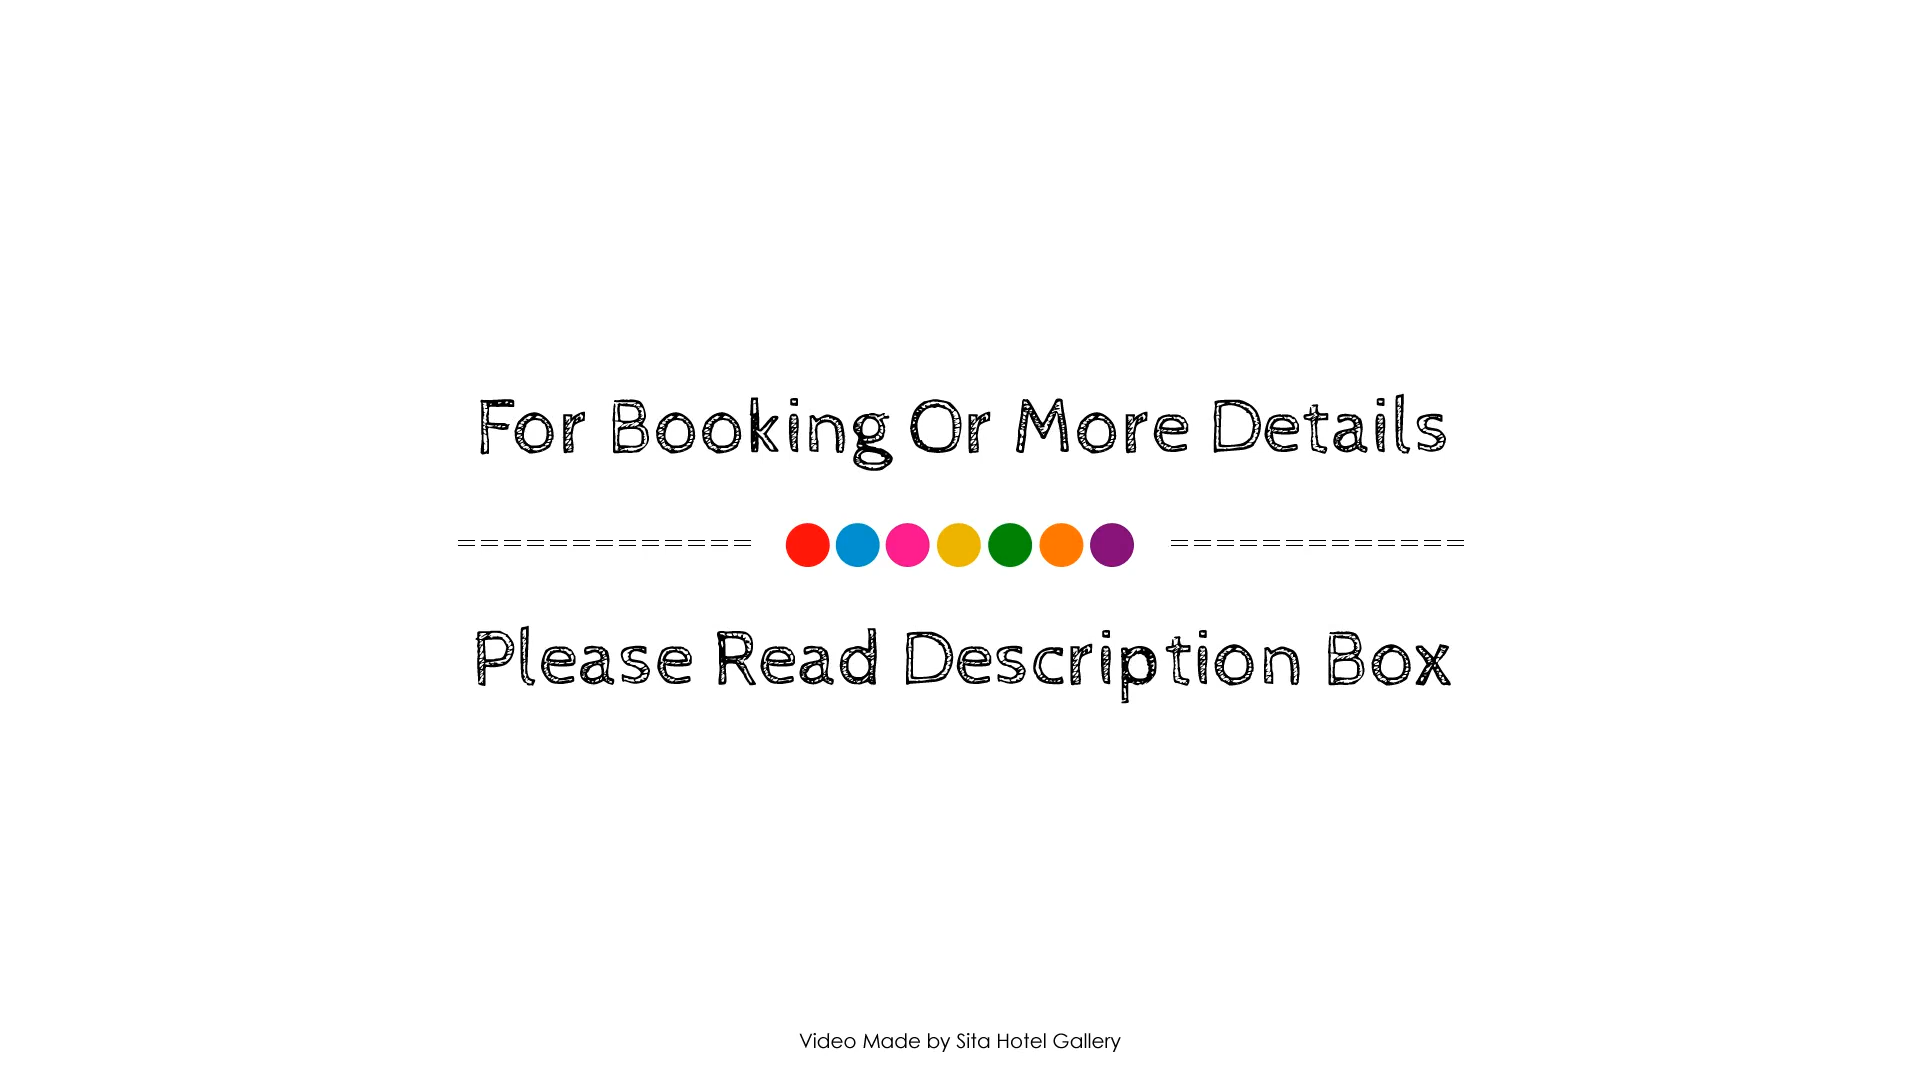 For Booking Or More Details
============= =============
Please Read Description Box
Video Made by Sita Hotel Gallery